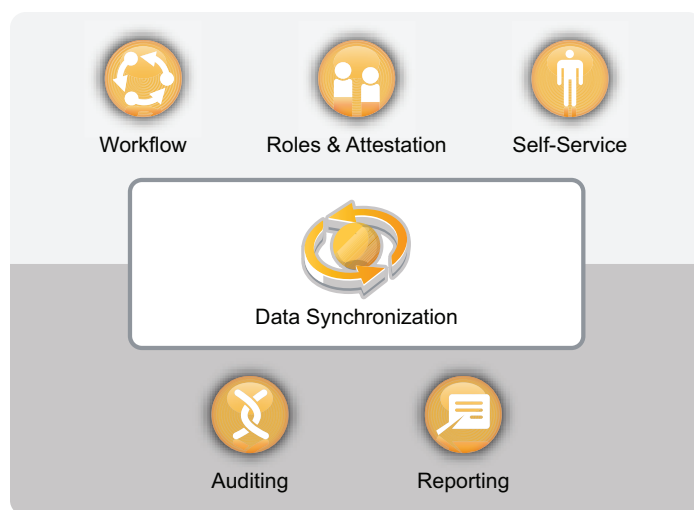 Workflow
Roles & Attestation
Self-Service
Data Synchronization
Auditing
Reporting